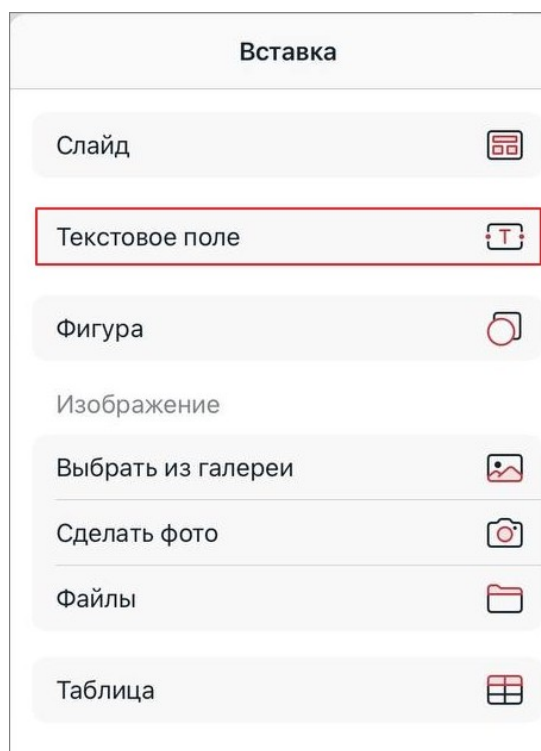 Вставка
Слайд
Текстовое поле
Фигура
Изображение
Выбрать из галереи
Сделать фото
Файлы
Таблица